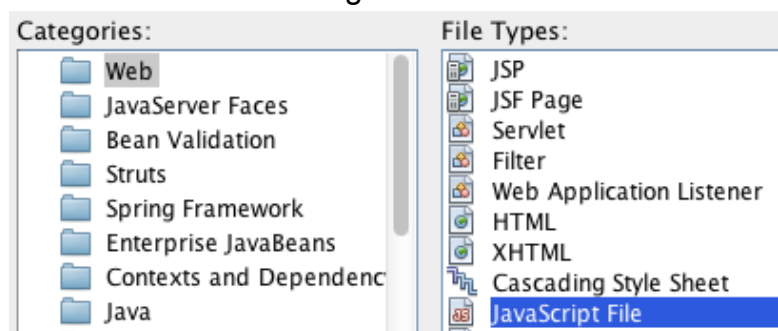 Categories:
Web
JavaServer Faces
Bean Validation
Struts
Spring Framework
Enterprise JavaBeans
Contexts and Dependenc
Java
File Types:
JSP
JSF Page
Servlet
Filter
Web Application Listener
HTML
XHTML
Cascading Style Sheet
JavaScript File